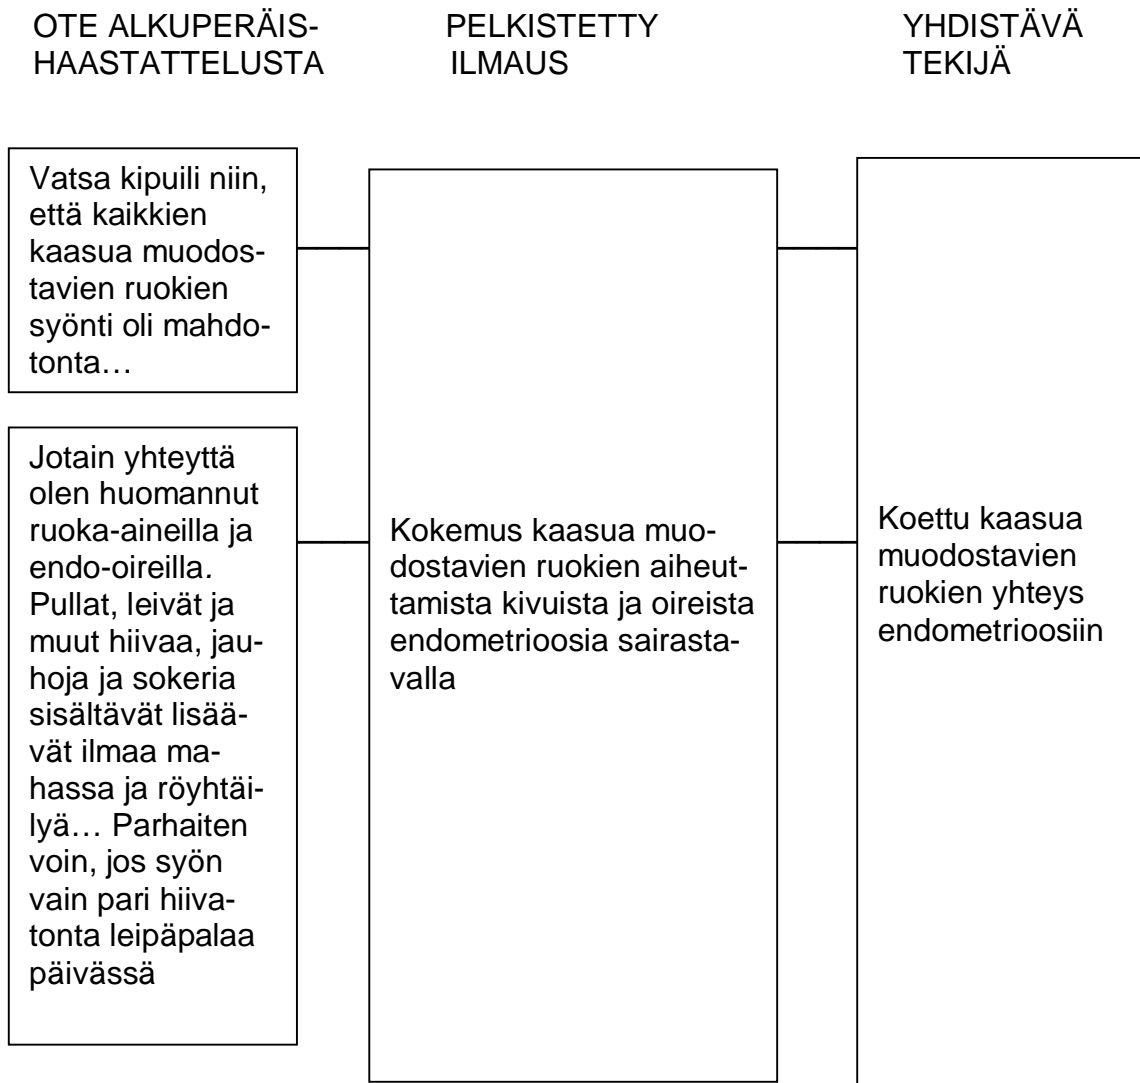 OTE ALKUPERÄIS-
HAASTATTELUSTA
PELKISTETTY
ILMAUS
YHDISTÄVÄ
TEKIJÄ
Vatsa kipuili niin,
että kaikkien
kaasua muodos-
tavien ruokien
syönti oli mahdo-
tonta…
Jotain yhteyttä
olen huomannut
ruoka-aineilla ja
endo-oireilla.
Pullat, leivät ja
muut hiivaa, jau-
hoja ja sokeria
sisältävät lisää-
vät ilmaa ma-
hassa ja röyhtäi-
lyä… Parhaiten
voin, jos syön
vain pari hiiva-
tonta leipäpalaa
päivässä
Kokemus kaasua muo-
dostavien ruokien aiheut-
tamista kivuista ja oireista
endometrioosia sairasta-
valla
Koettu kaasua
muodostavien
ruokien yhteys
endometrioosiin